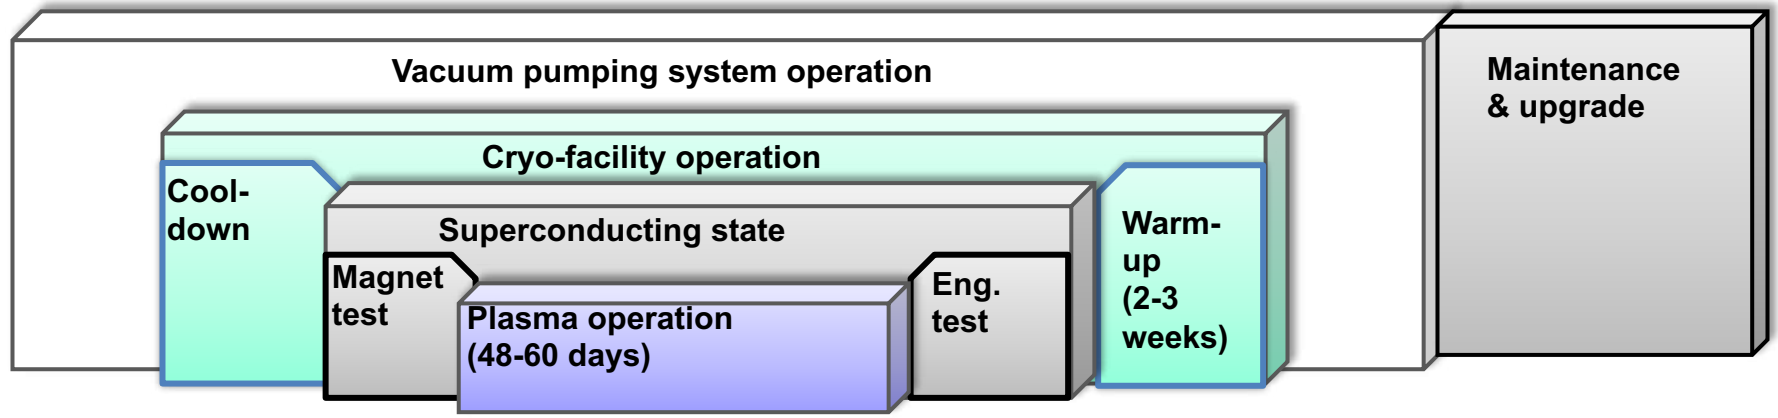 Vacuum pumping system operation
Maintenance
& upgrade
Cryo-facility operation
Cool-
down
Superconducting state
Warm-
up
(2-3
weeks)
Magnet
test
Plasma operation
(48-60 days)
Eng.
test